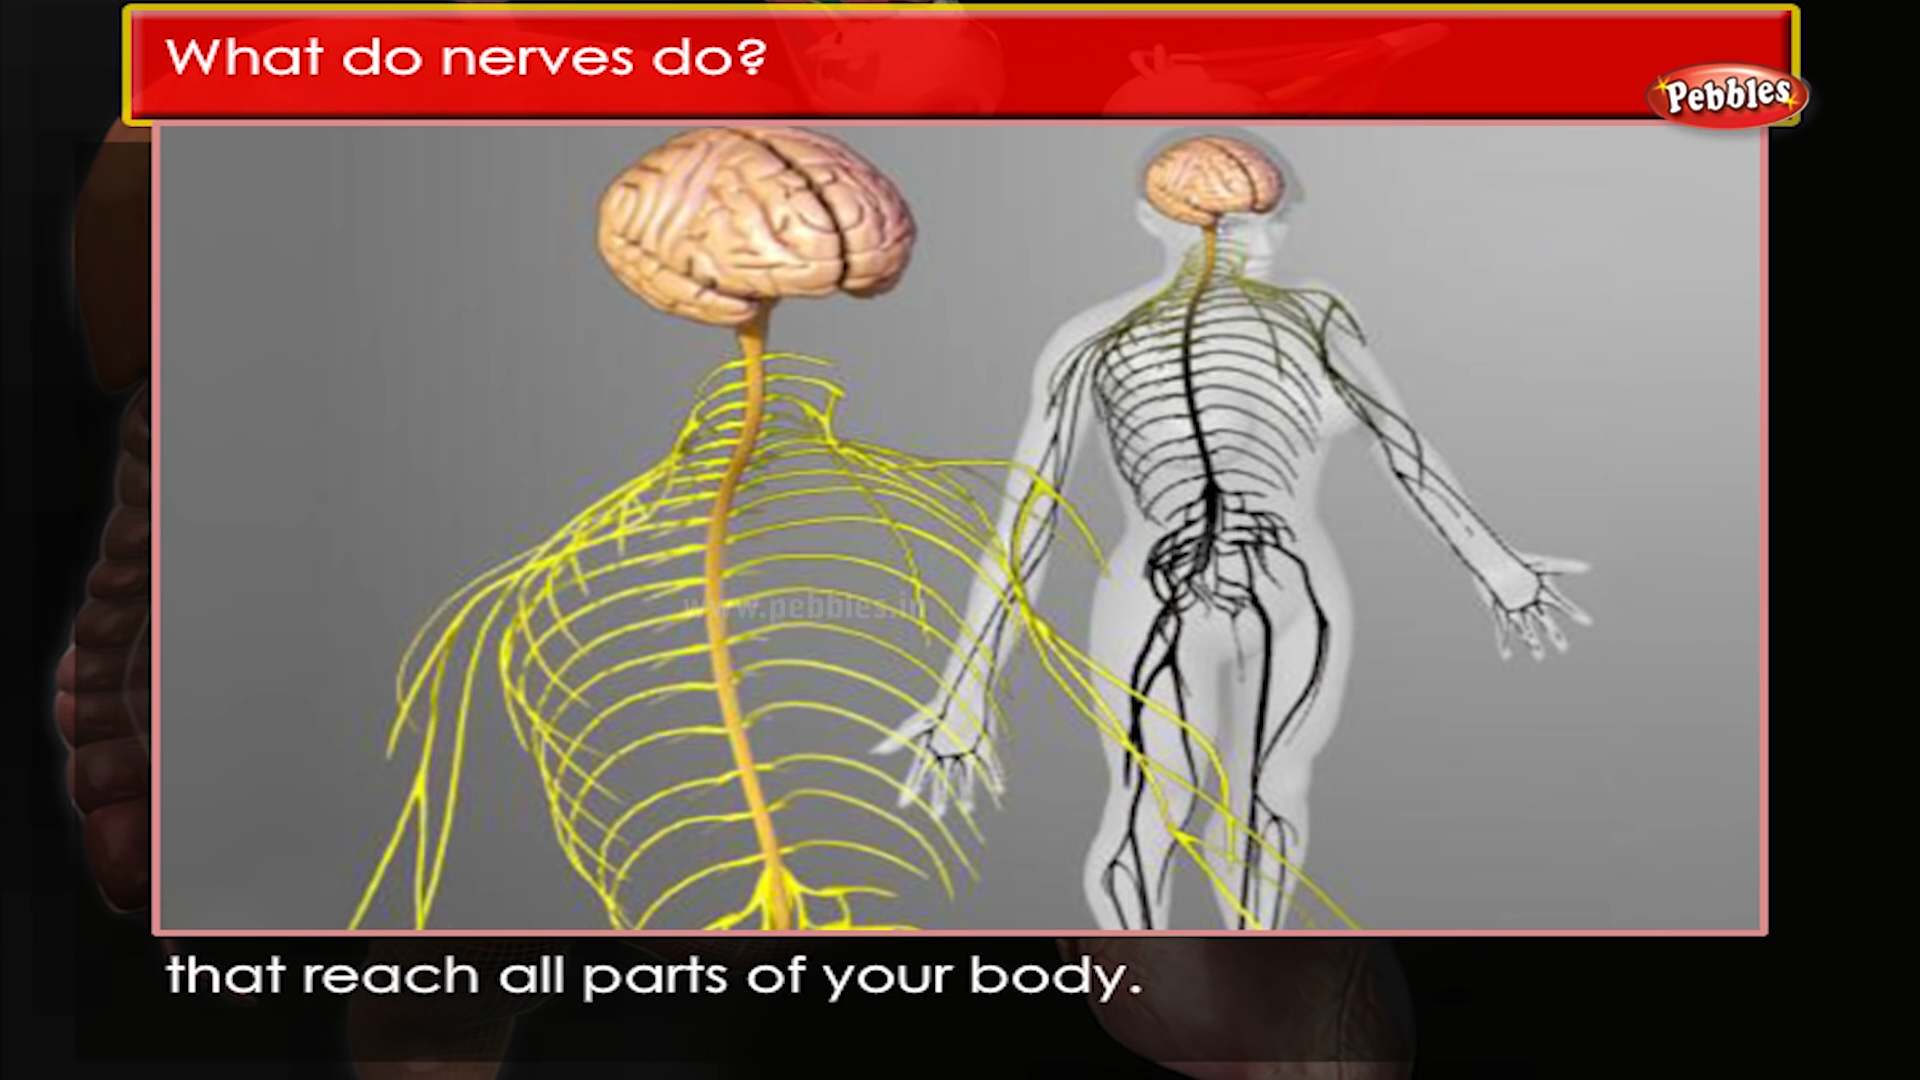 What do nerves do?
Pebbles
www.pebbles.in
that reach all parts of your body.